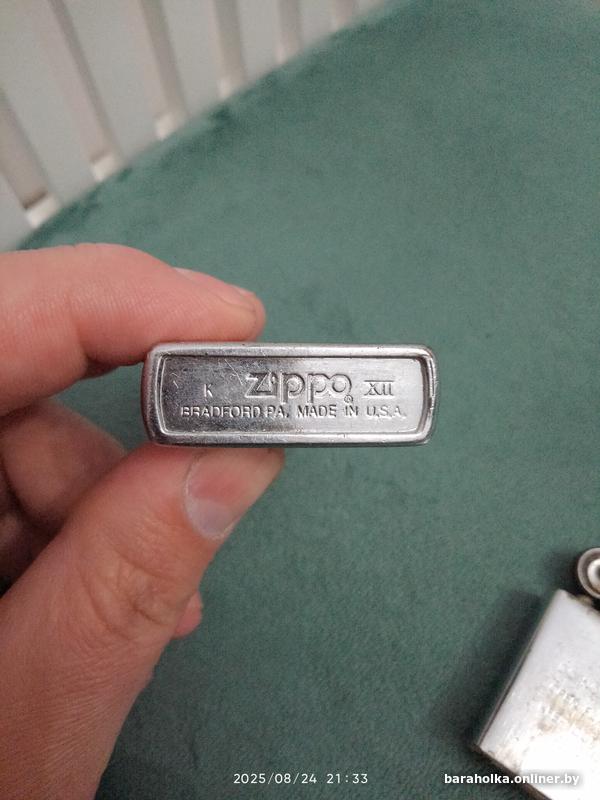 K Zippo® XII
BRADFORD PA. MADE IN U.S.A.
2025/08/24 21:33
baraholka.onliner.by